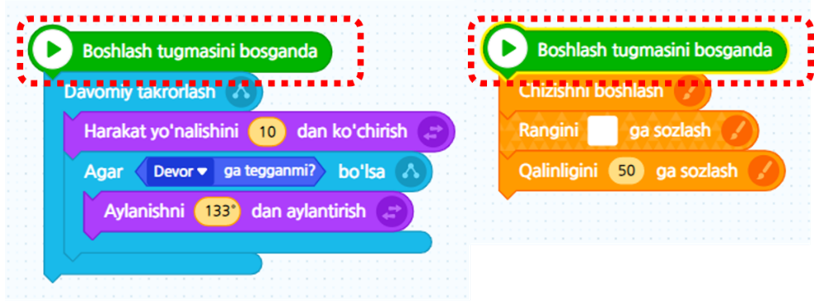 Boshlash tugmasini bosganda
Davomiy takrorlash
Harakat yo'nalishini 10 dan ko'chirish
Agar Devor ga tegganmi? bo'lsa
Aylanishni 133° dan aylantirish
Boshlash tugmasini bosganda
Chizishni boshlash
Rangini ga sozlash
Qalinligini 50 ga sozlash